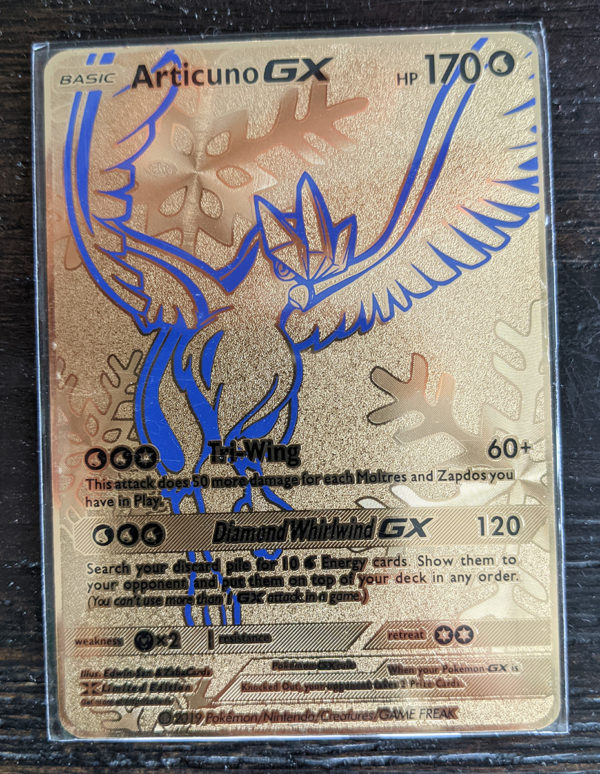 BASIC Articuno GX HP 170
Tri-Wing 60+
This attack does 50 more damage for each Moltres and Zapdos you
have in Play.
Diamond Whirlwind GX 120
Search your discard pile for 10 Energy cards. Show them to
your opponent and put them on top of your deck in any order.
(You can't use more than 1 GX attack in a game.)
weakness ×2 resistance retreat
Illus. Edwin
Pokémon-GX rule When your Pokémon-GX is
Limited Edition Knocked Out, your opponent takes 2 Prize Cards.
©2019 Pokémon/Nintendo/Creatures/GAME FREAK